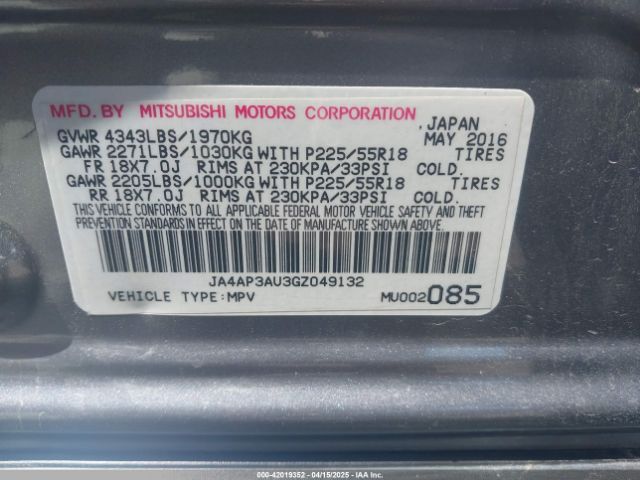 MFD. BY MITSUBISHI MOTORS CORPORATION , JAPAN
GVWR 4343LBS/1970KG MAY 2016
GAWR 2271LBS/1030KG WITH P225/55R18 TIRES
FR 18X7.0J RIMS AT 230KPA/33PSI COLD.
GAWR 2205LBS/1000KG WITH P225/55R18 TIRES
RR 18X7.0J RIMS AT 230KPA/33PSI COLD.
THIS VEHICLE CONFORMS TO ALL APPLICABLE FEDERAL MOTOR VEHICLE SAFETY AND THEFT
PREVENTION STANDARDS IN EFFECT ON THE DATE OF MANUFACTURE SHOWN ABOVE.
JA4AP3AU3GZ049132
VEHICLE TYPE:MPV MU002085
000-42019352 - 04/15/2025 - IAAI.COM